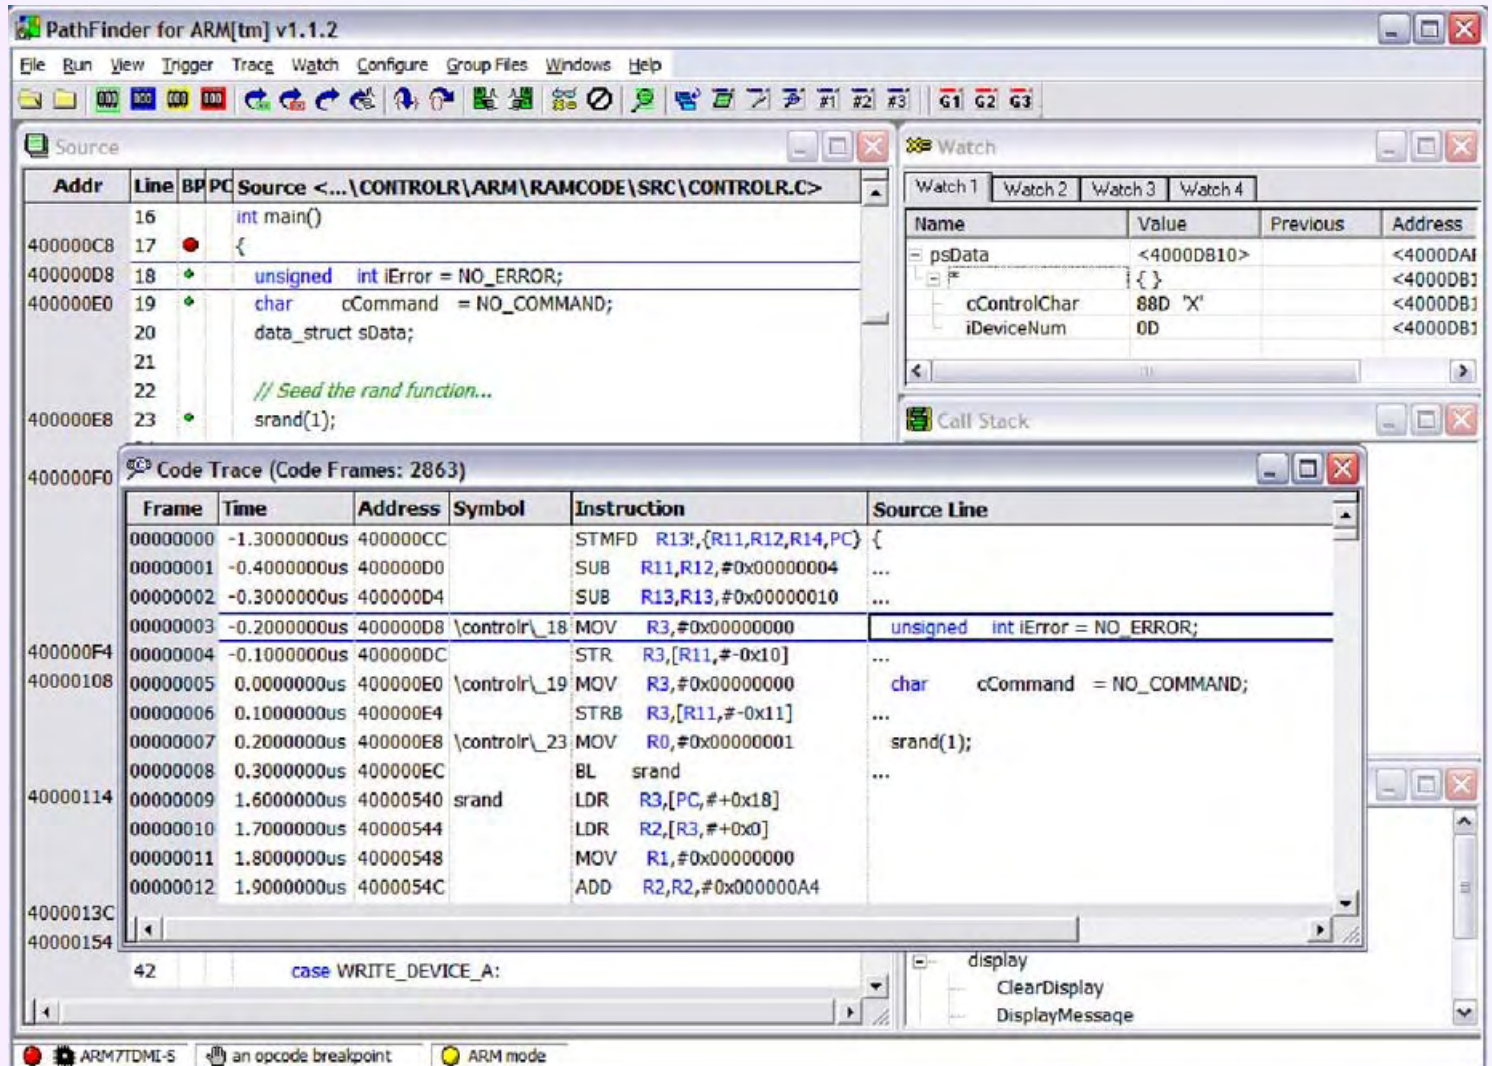 PathFinder for ARM[tm] v1.1.2
File Run View Trigger Trace Watch Configure Group Files Windows Help
#1 #2 #3 G1 G2 G3
Source
Addr Line BP PC Source <...\CONTROLR\ARM\RAMCODE\SRC\CONTROLR.C>
16 int main()
400000C8 17 {
400000D8 18 unsigned int iError = NO_ERROR;
400000E0 19 char cCommand = NO_COMMAND;
20 data_struct sData;
21
22 // Seed the rand function...
400000E8 23 srand(1);
400000F0
400000F4
40000108
40000114
4000013C
40000154
42 case WRITE_DEVICE_A:
Watch
Watch 1 Watch 2 Watch 3 Watch 4
Name Value Previous Address
psData <4000DB10> <4000DAF
* { } <4000DB1
cControlChar 88D 'X' <4000DB1
iDeviceNum 0D <4000DB1
Call Stack
Code Trace (Code Frames: 2863)
Frame Time Address Symbol Instruction Source Line
00000000 -1.3000000us 400000CC STMFD R13!,{R11,R12,R14,PC} {
00000001 -0.4000000us 400000D0 SUB R11,R12,#0x00000004 ...
00000002 -0.3000000us 400000D4 SUB R13,R13,#0x00000010 ...
00000003 -0.2000000us 400000D8 \controlr\_18 MOV R3,#0x00000000 unsigned int iError = NO_ERROR;
00000004 -0.1000000us 400000DC STR R3,[R11,#-0x10] ...
00000005 0.0000000us 400000E0 \controlr\_19 MOV R3,#0x00000000 char cCommand = NO_COMMAND;
00000006 0.1000000us 400000E4 STRB R3,[R11,#-0x11] ...
00000007 0.2000000us 400000E8 \controlr\_23 MOV R0,#0x00000001 srand(1);
00000008 0.3000000us 400000EC BL srand ...
00000009 1.6000000us 40000540 srand LDR R3,[PC,#+0x18]
00000010 1.7000000us 40000544 LDR R2,[R3,#+0x0]
00000011 1.8000000us 40000548 MOV R1,#0x00000000
00000012 1.9000000us 4000054C ADD R2,R2,#0x000000A4
display
ClearDisplay
DisplayMessage
ARM7TDMI-S an opcode breakpoint ARM mode